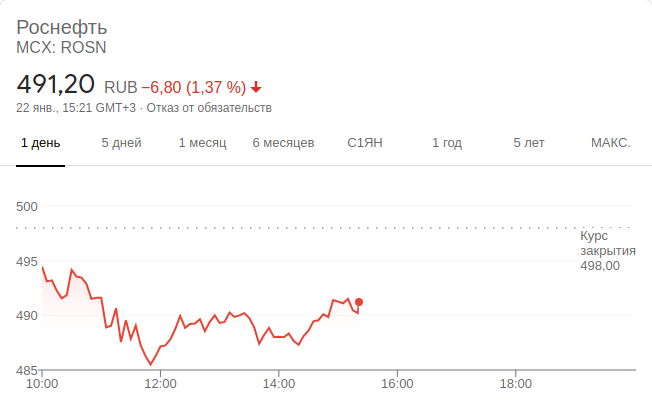 Роснефть
MCX: ROSN
491,20 RUB −6,80 (1,37 %)
22 янв., 15:21 GMT+3 · Отказ от обязательств
1 день 5 дней 1 месяц 6 месяцев С1ЯН 1 год 5 лет МАКС.
500
Курс
закрытия
498,00
495
490
485
10:00 12:00 14:00 16:00 18:00